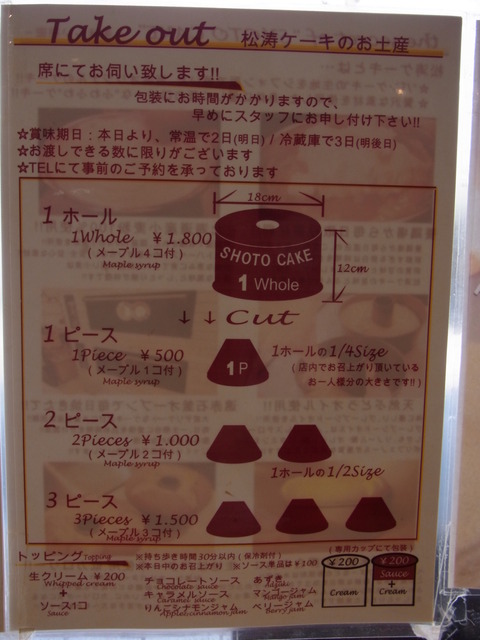 Take out 松涛ケーキのお土産
席にてお伺い致します!!
包装にお時間がかかりますので、
早めにスタッフにお申し付け下さい!!
☆賞味期日：本日より、常温で2日(明日) / 冷蔵庫で3日(明後日)
☆お渡しできる数に限りがございます
☆TELにて事前のご予約を承っております
18cm
1 ホール
1Whole ¥1.800
(メープル4コ付)
Maple syrup
SHOTO CAKE
1 Whole
12cm
↓ ↓ Cut
1 ピース
1Piece ¥500
(メープル1コ付)
Maple syrup
1P
1ホールの1/4Size
(店内でお召上がり頂いている
お一人様分の大きさです!!)
2 ピース
2Pieces ¥1.000
(メープル2コ付)
Maple syrup
1ホールの1/2Size
3 ピース
3Pieces ¥1.500
(メープル3コ付)
Maple syrup
トッピング Topping
※持ち歩き時間30分以内(保冷剤付)
※本日中のお召上がり ※ソース単品は¥100
生クリーム ¥200
Whipped cream
+
ソース1コ
Sauce
チョコレートソース
Chocolate sauce
キャラメルソース
Caramel sauce
りんごシナモンジャム
Apple cinnamon jam
あずき
Azuki
マンゴージャム
Mango jam
ベリージャム
Berry jam
(専用カップにて包装)
¥200
Cream
¥200
Sauce
+
Cream